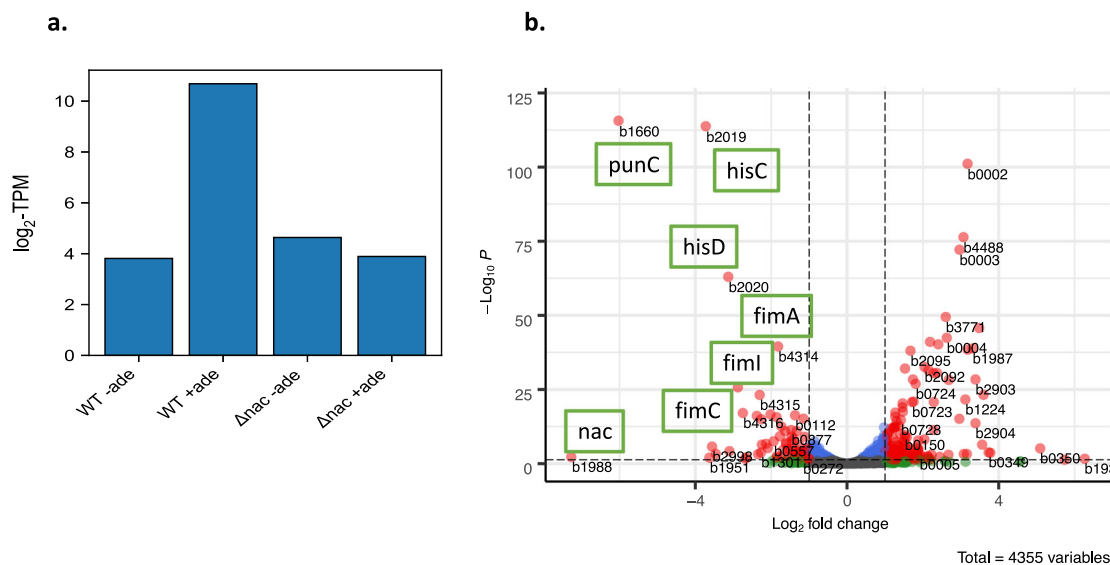 a.
log2-TPM
10
8
6
4
2
0
WT -ade
WT +ade
Δnac -ade
Δnac +ade
b.
−Log10 P
125
100
75
50
25
0
b1660
b2019
punC
hisC
b0002
hisD
b4488
b0003
b2020
fimA
b3771
b4314
b0004
b1987
fimI
b2095
b2092
b2903
b0724
b4315
b1224
fimC
b4316
b0112
b0723
b0728
b2904
nac
b0877
b0150
b2998
b0557
b0350
b1988
b1951
b1301
b0272
b0005
b0349
b193
−4
0
4
Log2 fold change
Total = 4355 variables